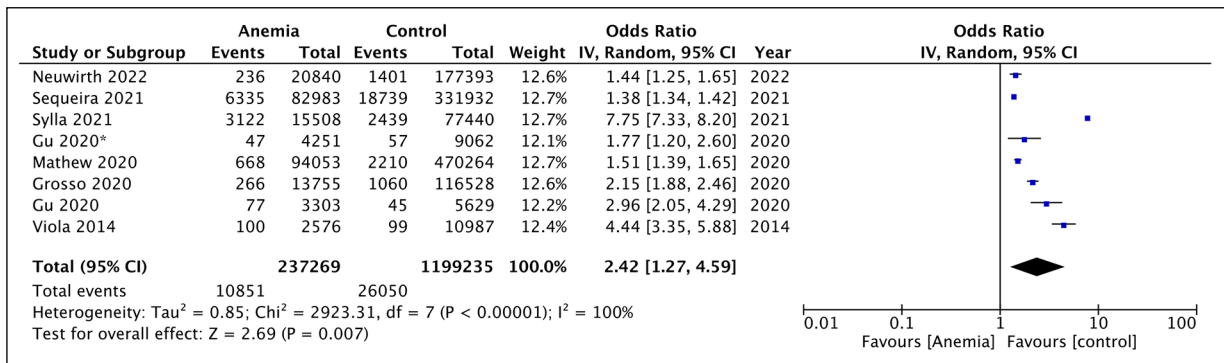 Anemia Control Odds Ratio Odds Ratio
Study or Subgroup Events Total Events Total Weight IV, Random, 95% CI Year IV, Random, 95% CI
Neuwirth 2022 236 20840 1401 177393 12.6% 1.44 [1.25, 1.65] 2022
Sequeira 2021 6335 82983 18739 331932 12.7% 1.38 [1.34, 1.42] 2021
Sylla 2021 3122 15508 2439 77440 12.7% 7.75 [7.33, 8.20] 2021
Gu 2020* 47 4251 57 9062 12.1% 1.77 [1.20, 2.60] 2020
Mathew 2020 668 94053 2210 470264 12.7% 1.51 [1.39, 1.65] 2020
Grosso 2020 266 13755 1060 116528 12.6% 2.15 [1.88, 2.46] 2020
Gu 2020 77 3303 45 5629 12.2% 2.96 [2.05, 4.29] 2020
Viola 2014 100 2576 99 10987 12.4% 4.44 [3.35, 5.88] 2014
Total (95% CI) 237269 1199235 100.0% 2.42 [1.27, 4.59]
Total events 10851 26050
Heterogeneity: Tau² = 0.85; Chi² = 2923.31, df = 7 (P < 0.00001); I² = 100%
Test for overall effect: Z = 2.69 (P = 0.007)
0.01 0.1 1 10 100
Favours [Anemia] Favours [control]